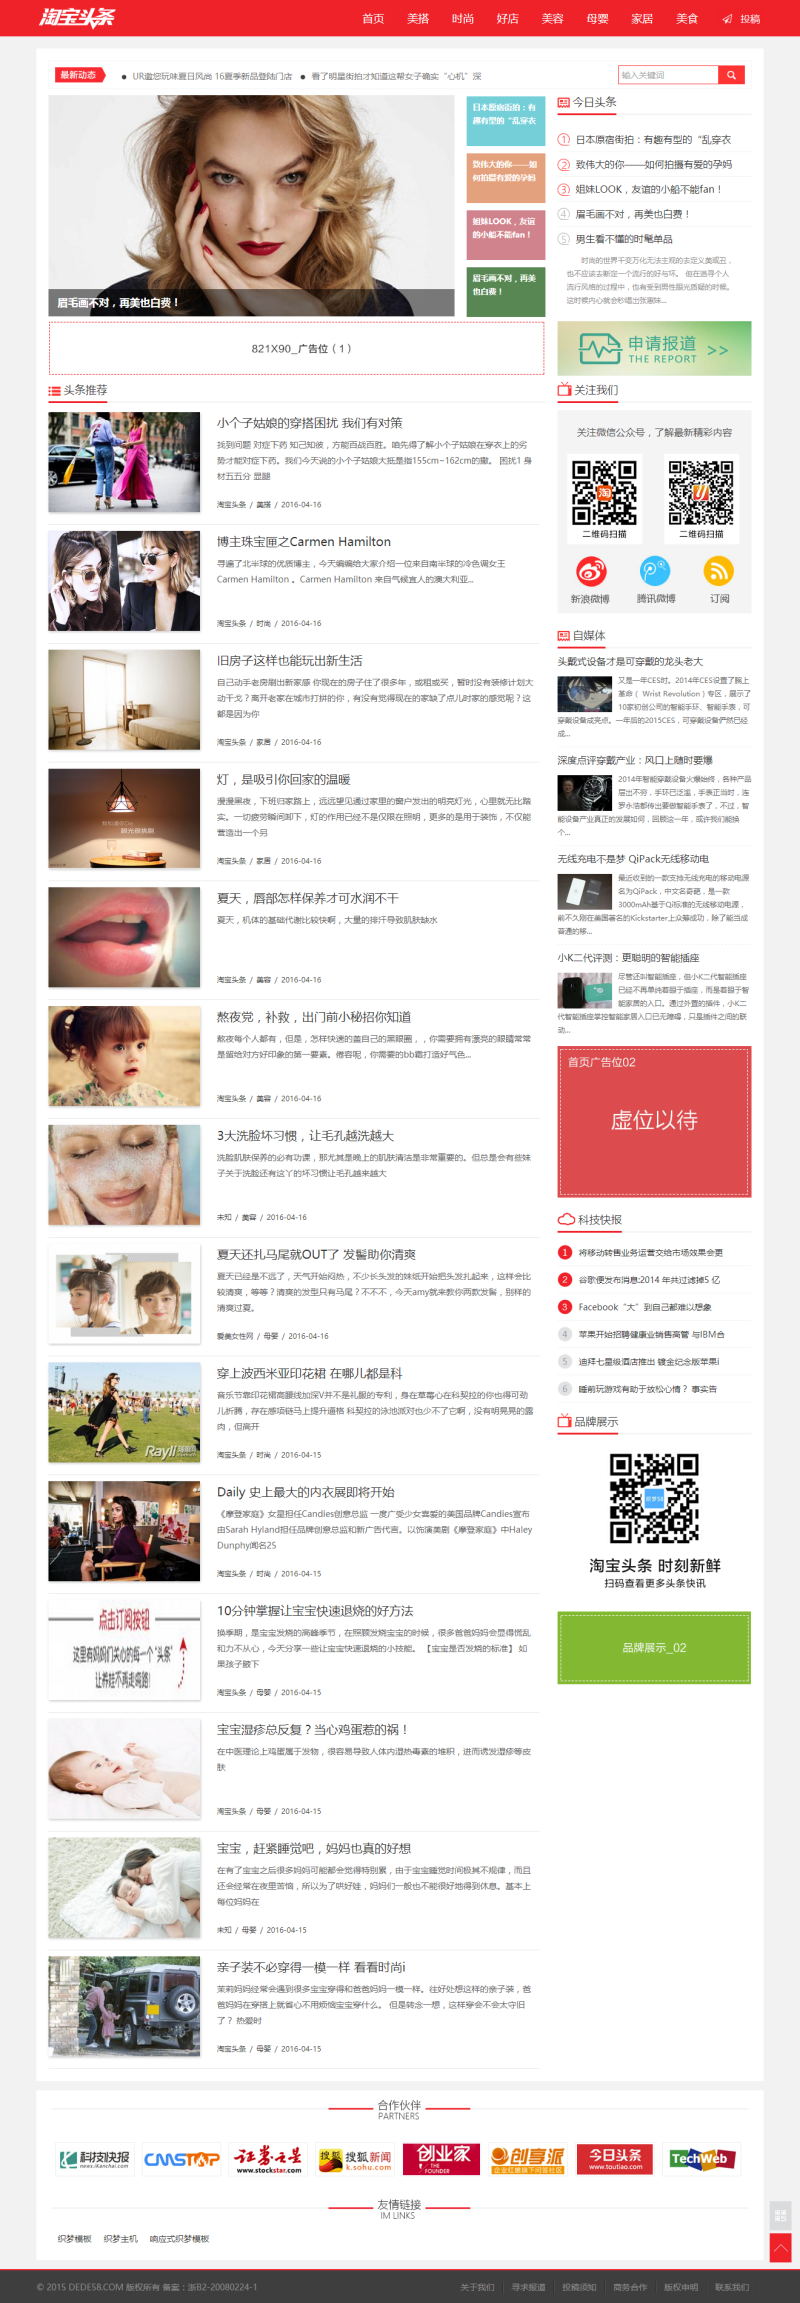 淘宝头条
首页 美搭 时尚 好店 美容 母婴 家居 美食 投稿
最新动态 ● UR邀您玩味夏日风尚 16夏季新品登陆门店 ● 看了明星街拍才知道这帮女子确实“心机”深
输入关键词
日本原宿街拍：有
趣有型的“乱穿衣
致伟大的你——如
何拍摄有爱的孕妈
姐妹LOOK，友谊
的小船不能fan！
眉毛画不对，再美
也白费！
眉毛画不对，再美也白费！
821X90_广告位（1）
头条推荐
小个子姑娘的穿搭困扰 我们有对策
找到问题 对症下药 知己知彼，方能百战百胜。咱先得了解小个子姑娘在穿衣上的劣
势才能对症下药。我们今天说的小个子姑娘大抵是指155cm~162cm的撒。 困扰1 身
材五五分 显腿
淘宝头条 / 美搭 / 2016-04-16
博主珠宝匣之Carmen Hamilton
寻遍了北半球的优质博主，今天编编给大家介绍一位来自南半球的冷色调女王
Carmen Hamilton 。Carmen Hamilton 来自气候宜人的澳大利亚...
淘宝头条 / 时尚 / 2016-04-16
旧房子这样也能玩出新生活
自己动手老房刷出新家感 你现在的房子住了很多年，或租或买，暂时没有装修计划大
动干戈？离开老家在城市打拼的你，有没有觉得现在的家缺了点儿时家的感觉呢？这
都是因为你
淘宝头条 / 家居 / 2016-04-16
灯，是吸引你回家的温暖
漫漫黑夜，下班归家路上，远远望见通过家里的窗户发出的明亮灯光，心里就无比踏
实。一切疲劳瞬间卸下，灯的作用已经不是仅限在照明，更多的是用于装饰，不仅能
营造出一个另
淘宝头条 / 家居 / 2016-04-16
夏天，唇部怎样保养才可水润不干
夏天，机体的基础代谢比较快啊，大量的排汗导致肌肤缺水
淘宝头条 / 美容 / 2016-04-16
熬夜党，补救，出门前小秘招你知道
熬夜每个人都有，但是，怎样快速的盖自己的黑眼圈，，你需要拥有漂亮的眼睛常常
是留给对方好印象的第一要素。倦容呢，你需要的bb霜打造好气色...
淘宝头条 / 美容 / 2016-04-16
3大洗脸坏习惯，让毛孔越洗越大
洗脸肌肤保养的必有功课，那尤其是晚上的肌肤清洁是非常重要的。但总是会有些妹
子关于洗脸还有这丫的坏习惯让毛孔越来越大
未知 / 美容 / 2016-04-16
夏天还扎马尾就OUT了 发髻助你清爽
夏天已经是不远了，天气开始闷热，不少长头发的妹纸开始把头发扎起来，这样会比
较清爽，等等？清爽的发型只有马尾？不不不，今天amy就来教你两款发髻，别样的
清爽过夏。
爱美女性网 / 母婴 / 2016-04-16
穿上波西米亚印花裙 在哪儿都是科
音乐节靠印花裙高腰线加深V并不是礼服的专利，身在草莓心在科契拉的你也得可劲
儿折腾，存在感项链马上提升逼格 科契拉的泳池派对也少不了它啊，没有明晃晃的露
肉，但高开
淘宝头条 / 时尚 / 2016-04-15
Rayli
Daily 史上最大的内衣展即将开始
《摩登家庭》女星担任Candies创意总监 一度广受少女喜爱的美国品牌Candies宣布
由Sarah Hyland担任品牌创意总监和新广告代言。以饰演美剧《摩登家庭》中Haley
Dunphy闻名25
淘宝头条 / 时尚 / 2016-04-15
点击订阅按钮
这里有妈妈们关心的每一个“头条”
让养娃不再走弯路!
10分钟掌握让宝宝快速退烧的好方法
换季期，是宝宝发烧的高峰季节，在照顾发烧宝宝的时候，很多爸爸妈妈会显得慌乱
和力不从心，今天分享一些让宝宝快速退烧的小技能。 【宝宝是否发烧的标准】 如
果孩子腋下
淘宝头条 / 母婴 / 2016-04-15
宝宝湿疹总反复？当心鸡蛋惹的祸！
在中医理论上鸡蛋属于发物，很容易导致人体内湿热毒素的堆积，进而诱发湿疹等皮
肤
淘宝头条 / 母婴 / 2016-04-15
宝宝，赶紧睡觉吧，妈妈也真的好想
在有了宝宝之后很多妈妈可能都会觉得特别累，由于宝宝睡觉时间极其不规律，而且
还会经常在夜里苦恼，所以为了哄好娃，妈妈们一般也不能很好地得到休息。基本上
每位妈妈在
未知 / 母婴 / 2016-04-15
亲子装不必穿得一模一样 看看时尚i
茉莉妈妈经常会遇到很多宝宝穿得和爸爸妈妈一模一样。往好处想这样的亲子装，爸
爸妈妈在穿搭上就省心不用烦恼宝宝穿什么。 但是转念一想，这样穿会不会太守旧
了？ 热爱时
淘宝头条 / 母婴 / 2016-04-15
今日头条
1 日本原宿街拍：有趣有型的“乱穿衣
2 致伟大的你——如何拍摄有爱的孕妈
3 姐妹LOOK，友谊的小船不能fan！
4 眉毛画不对，再美也白费！
5 男生看不懂的时髦单品
时尚的世界千变万化无法主观的去定义美或丑，
也不应该去断定一个流行的好与坏。 但在追寻个人
流行风格的过程中，也有受到男性眼光质疑的时候。
这时候内心就会秒唱出张惠妹...
申请报道
THE REPORT >>
关注我们
关注微信公众号，了解最新精彩内容
二维码扫描 二维码扫描
新浪微博 腾讯微博 订阅
自媒体
头戴式设备才是可穿戴的龙头老大
又是一年CES时。2014年CES设置了腕上
革命（ Wrist Revolution）专区，展示了
10家初创公司的智能手环、智能手表，可
穿戴设备成亮点。一年后的2015CES，可穿戴设备俨然已经
成...
深度点评穿戴产业：风口上随时要爆
2014年智能穿戴设备火爆始终，各种产品
层出不穷，手环已泛滥，手表正当时，连
罗永浩都传出要做智能手表了，不过，智
能设备产业真正的发展如何，回顾这一年，或许我们能换
个...
无线充电不是梦 QiPack无线移动电
最近收到的一款支持无线充电的移动电源
名为QiPack，中文名奇葩，是一款
3000mAh基于Qi标准的无线移动电源，
前不久刚在美国著名的Kickstarter上众筹成功，除了能当成
普通的移...
小K二代评测：更聪明的智能插座
尽管还叫智能插座，但小K二代智能插座
已经不再单纯着眼于插座，而是着眼于智
能家居的入口。通过外置的插件，小K二
代智能插座掌控智能家居入口已无障碍，只是插件之间的联
动...
首页广告位02
虚位以待
科技快报
1 将移动转售业务运营交给市场效果会更
2 谷歌便发布消息:2014 年共过滤掉5 亿
3 Facebook“大”到自己都难以想象
4 苹果开始招聘健康业销售高管 与IBM合
5 迪拜七星级酒店推出 镀金纪念版苹果i
6 睡前玩游戏有助于放松心情？ 事实告
品牌展示
淘宝头条 时刻新鲜
扫码查看更多头条快讯
品牌展示_02
合作伙伴
PARTNERS
科技快报 news.ikanchai.com
CMSTOP
证券之星 www.stockstar.com
搜狐新闻 k.sohu.com
创业家 THE FOUNDER
创享派
今日头条 www.toutiao.com
TechWeb
友情链接
IM LINKS
织梦模板 织梦主机 响应式织梦模板
© 2015 DEDE58.COM 版权所有 备案：浙B2-20080224-1
关于我们 寻求报道 投稿须知 商务合作 版权申明 联系我们